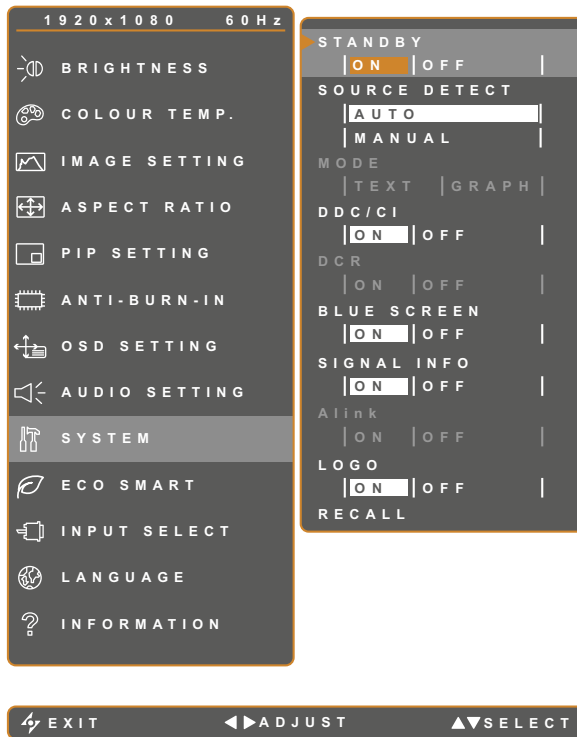 1920x1080 60Hz
BRIGHTNESS
COLOUR TEMP.
IMAGE SETTING
ASPECT RATIO
PIP SETTING
ANTI-BURN-IN
OSD SETTING
AUDIO SETTING
SYSTEM
ECO SMART
INPUT SELECT
LANGUAGE
INFORMATION
STANDBY
ON OFF
SOURCE DETECT
AUTO
MANUAL
MODE
TEXT GRAPH
DDC/CI
ON OFF
DCR
ON OFF
BLUE SCREEN
ON OFF
SIGNAL INFO
ON OFF
Alink
ON OFF
LOGO
ON OFF
RECALL
EXIT ADJUST SELECT